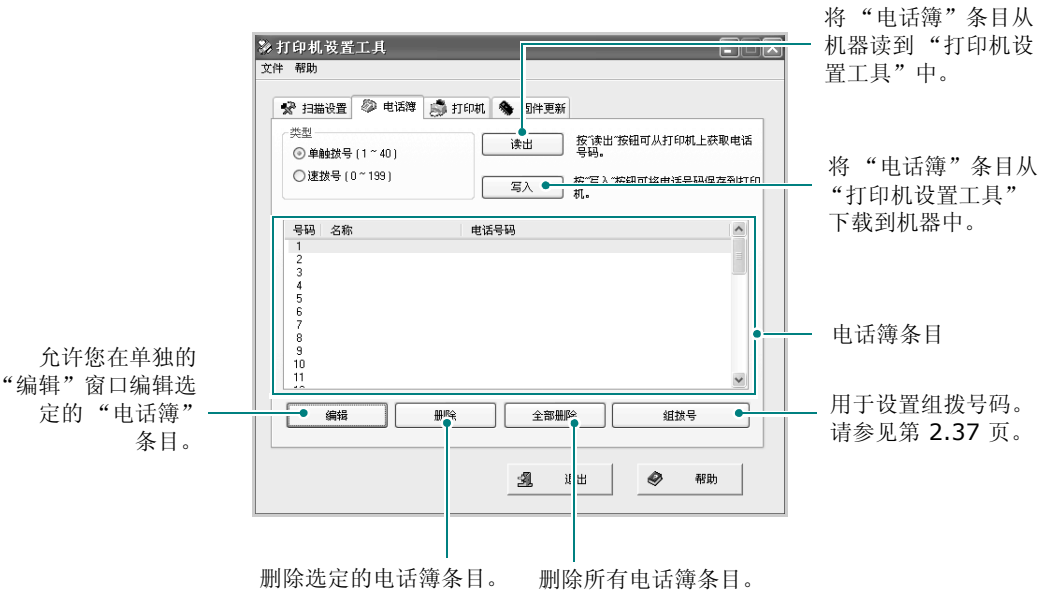 将 “电话簿” 条目从
机器读到 “打印机设
置工具” 中。
打印机设置工具
文件 帮助
扫描设置 电话簿 打印机 固件更新
类型
单触拨号 (1 ~ 40)
速拨号 (0 ~ 199)
读出
按"读出"按钮可从打印机上获取电话
号码。
写入
按"写入"按钮可将电话号码保存到打印
机。
将 “电话簿” 条目从
“打印机设置工具”
下载到机器中。
号码 名称 电话号码
1
2
3
4
5
6
7
8
9
10
11
电话簿条目
允许您在单独的
“编辑” 窗口编辑选
定的 “电话簿”
条目。
编辑 删除 全部删除 组拨号
用于设置组拨号码。
请参见第 2.37 页。
退出 帮助
删除选定的电话簿条目。
删除所有电话簿条目。